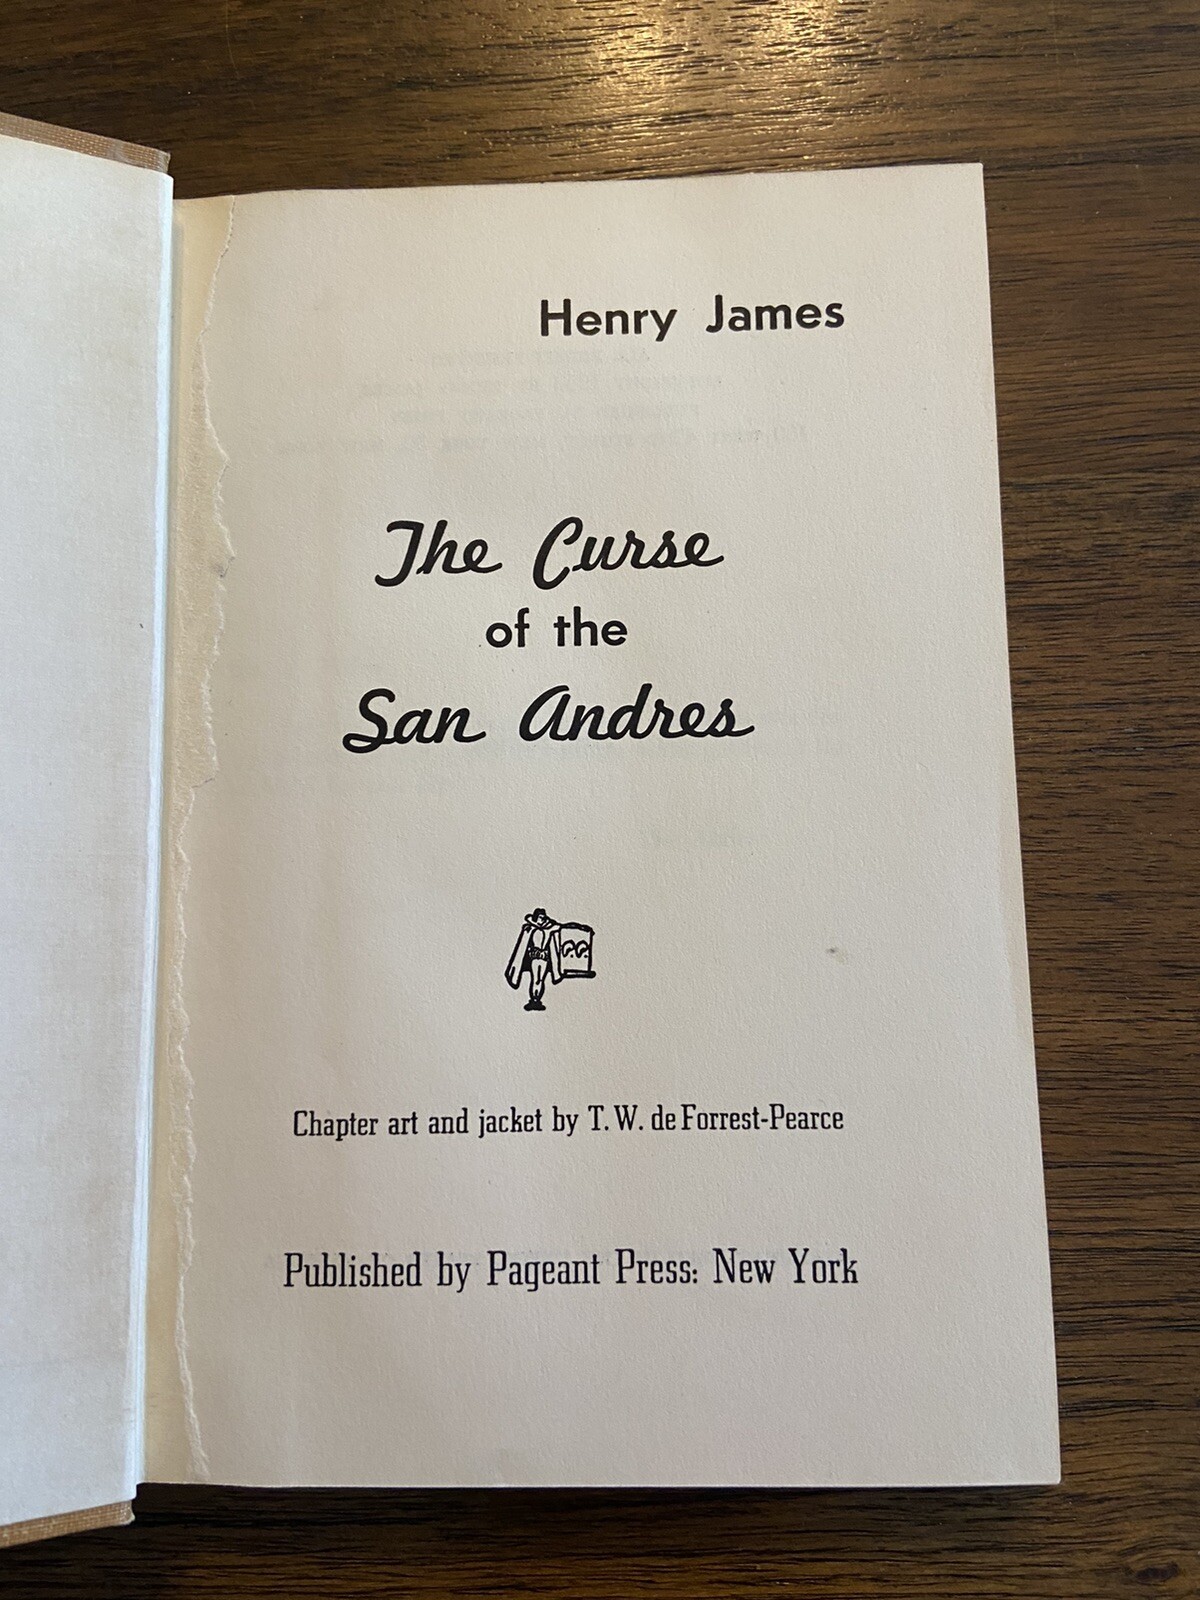 Henry James
The Curse
of the
San Andres
Chapter art and jacket by T. W. de Forrest-Pearce
Published by Pageant Press: New York